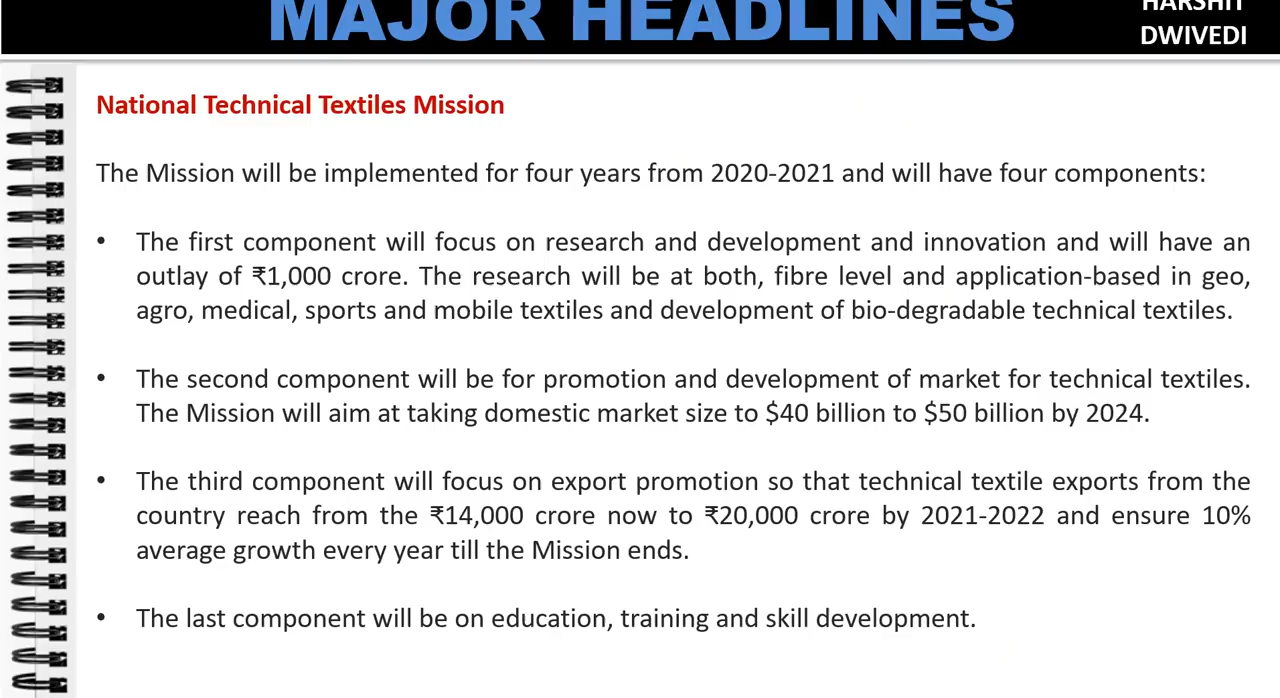 MAJOR HEADLINES
HARSHIT
DWIVEDI
National Technical Textiles Mission
The Mission will be implemented for four years from 2020-2021 and will have four components:
• The first component will focus on research and development and innovation and will have an
outlay of ₹1,000 crore. The research will be at both, fibre level and application-based in geo,
agro, medical, sports and mobile textiles and development of bio-degradable technical textiles.
• The second component will be for promotion and development of market for technical textiles.
The Mission will aim at taking domestic market size to $40 billion to $50 billion by 2024.
• The third component will focus on export promotion so that technical textile exports from the
country reach from the ₹14,000 crore now to ₹20,000 crore by 2021-2022 and ensure 10%
average growth every year till the Mission ends.
• The last component will be on education, training and skill development.